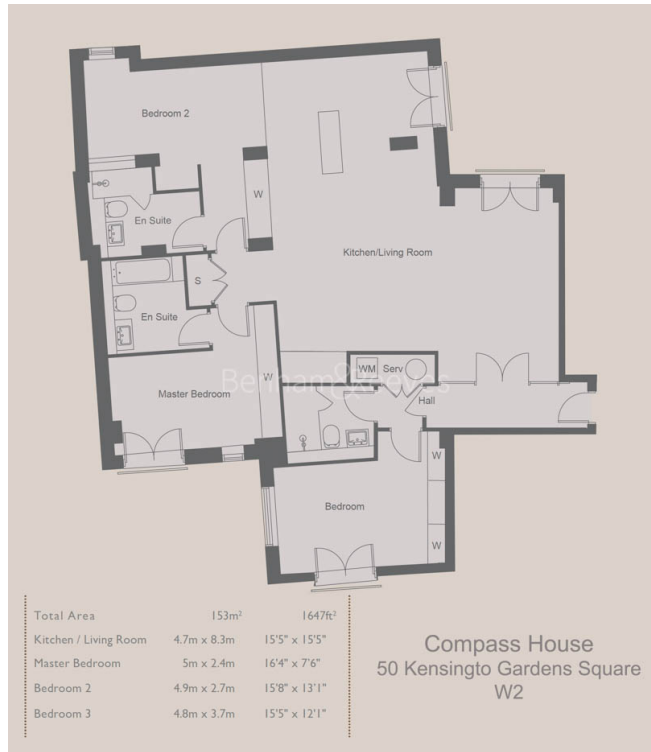 Bedroom 2
W
En Suite
Kitchen/Living Room
S
En Suite
WM Serv
Benham & Reeves
Master Bedroom
W
Hall
W
Bedroom
W
Total Area 153m² 1647ft²
Kitchen / Living Room 4.7m x 8.3m 15'5" x 15'5"
Master Bedroom 5m x 2.4m 16'4" x 7'6"
Bedroom 2 4.9m x 2.7m 15'8" x 13'1"
Bedroom 3 4.8m x 3.7m 15'5" x 12'1"
Compass House
50 Kensingto Gardens Square
W2